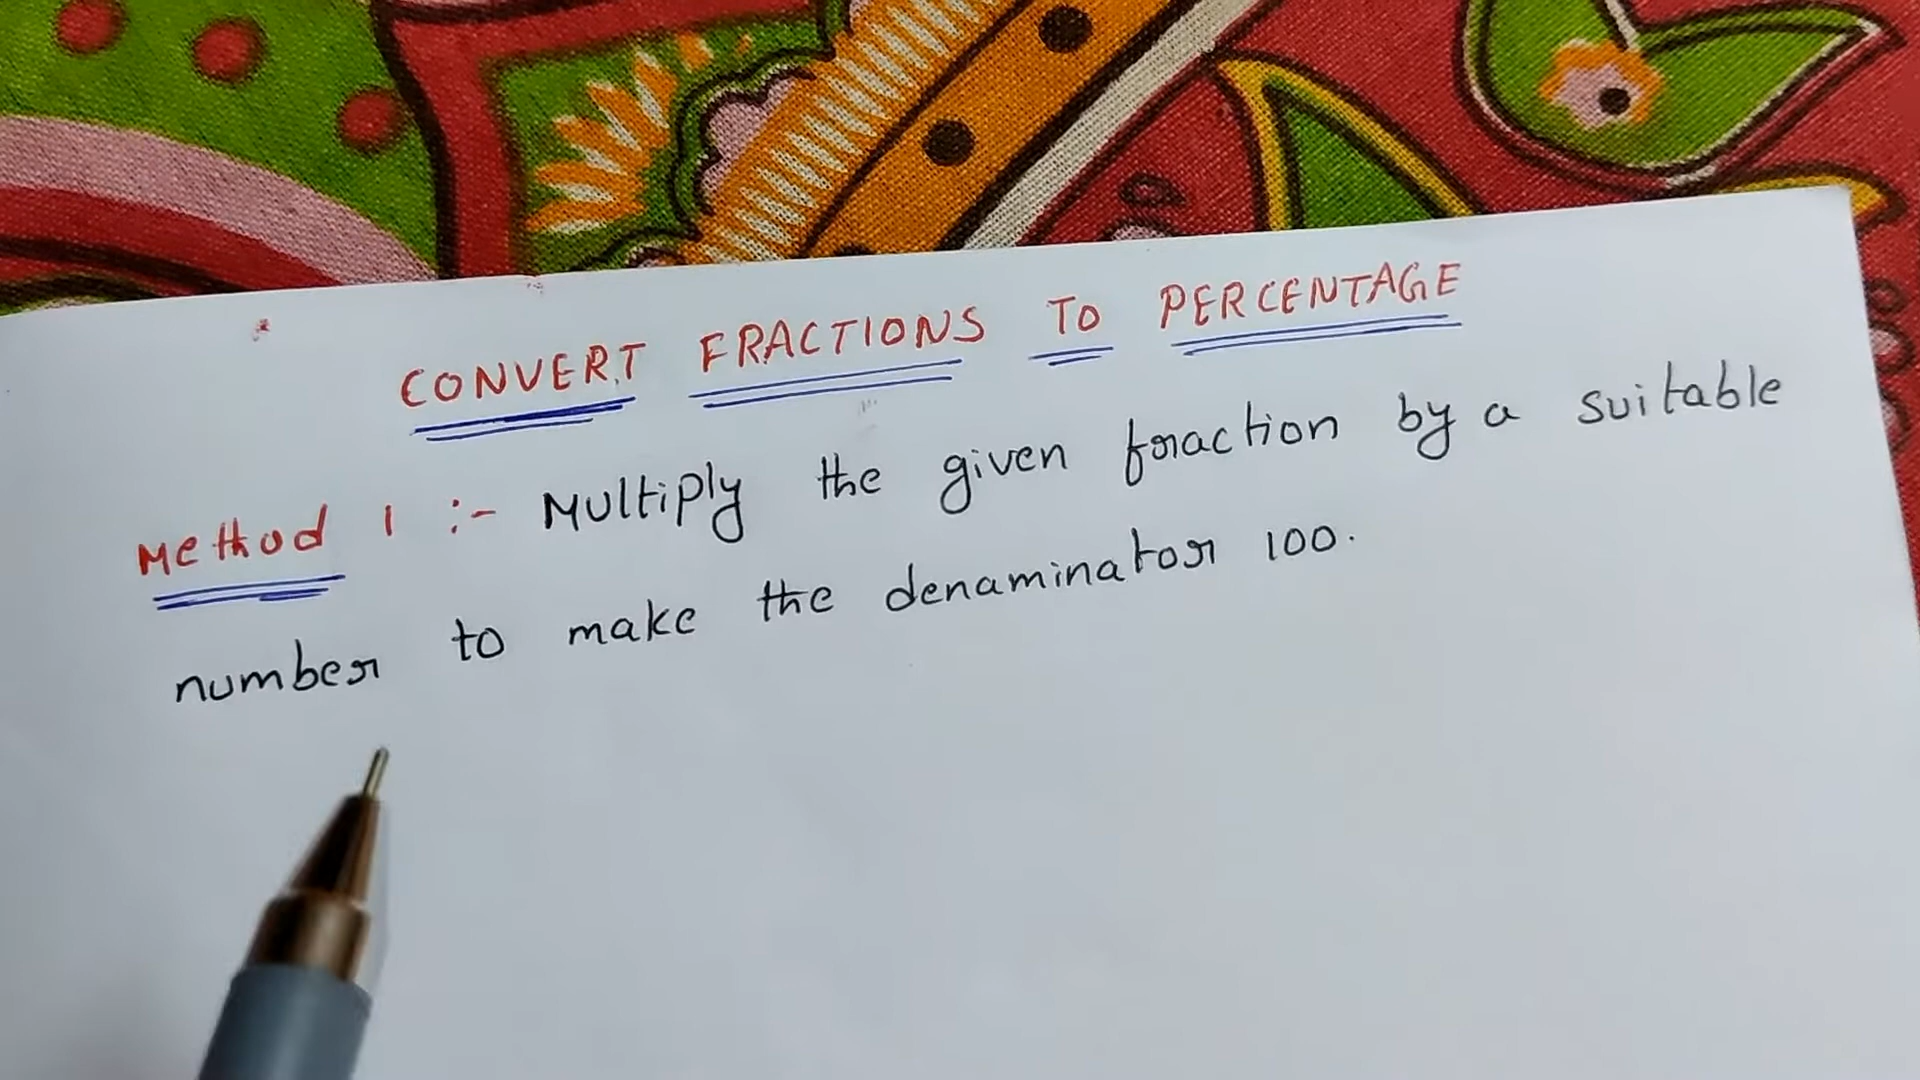 CONVERT FRACTIONS TO PERCENTAGE
Method 1 :- Multiply the given fraction by a suitable
number to make the denaminator 100.